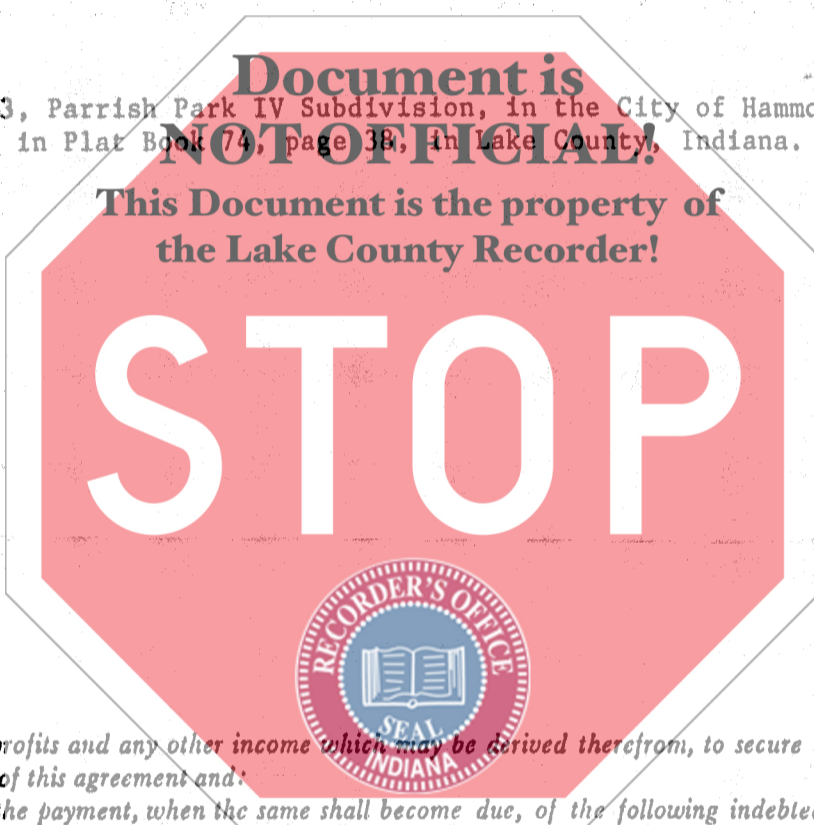 Document is
3, Parrish Park IV Subdivision, in the City of Hammo
NOT OFFICIAL!
in Plat Book 74, page 38, in Lake County, Indiana.
This Document is the property of
the Lake County Recorder!
STOP
RECORDER'S OFFICE
SEAL
INDIANA
rofits and any other income which may be derived therefrom, to secure
of this agreement and:
he payment, when the same shall become due, of the following indebted